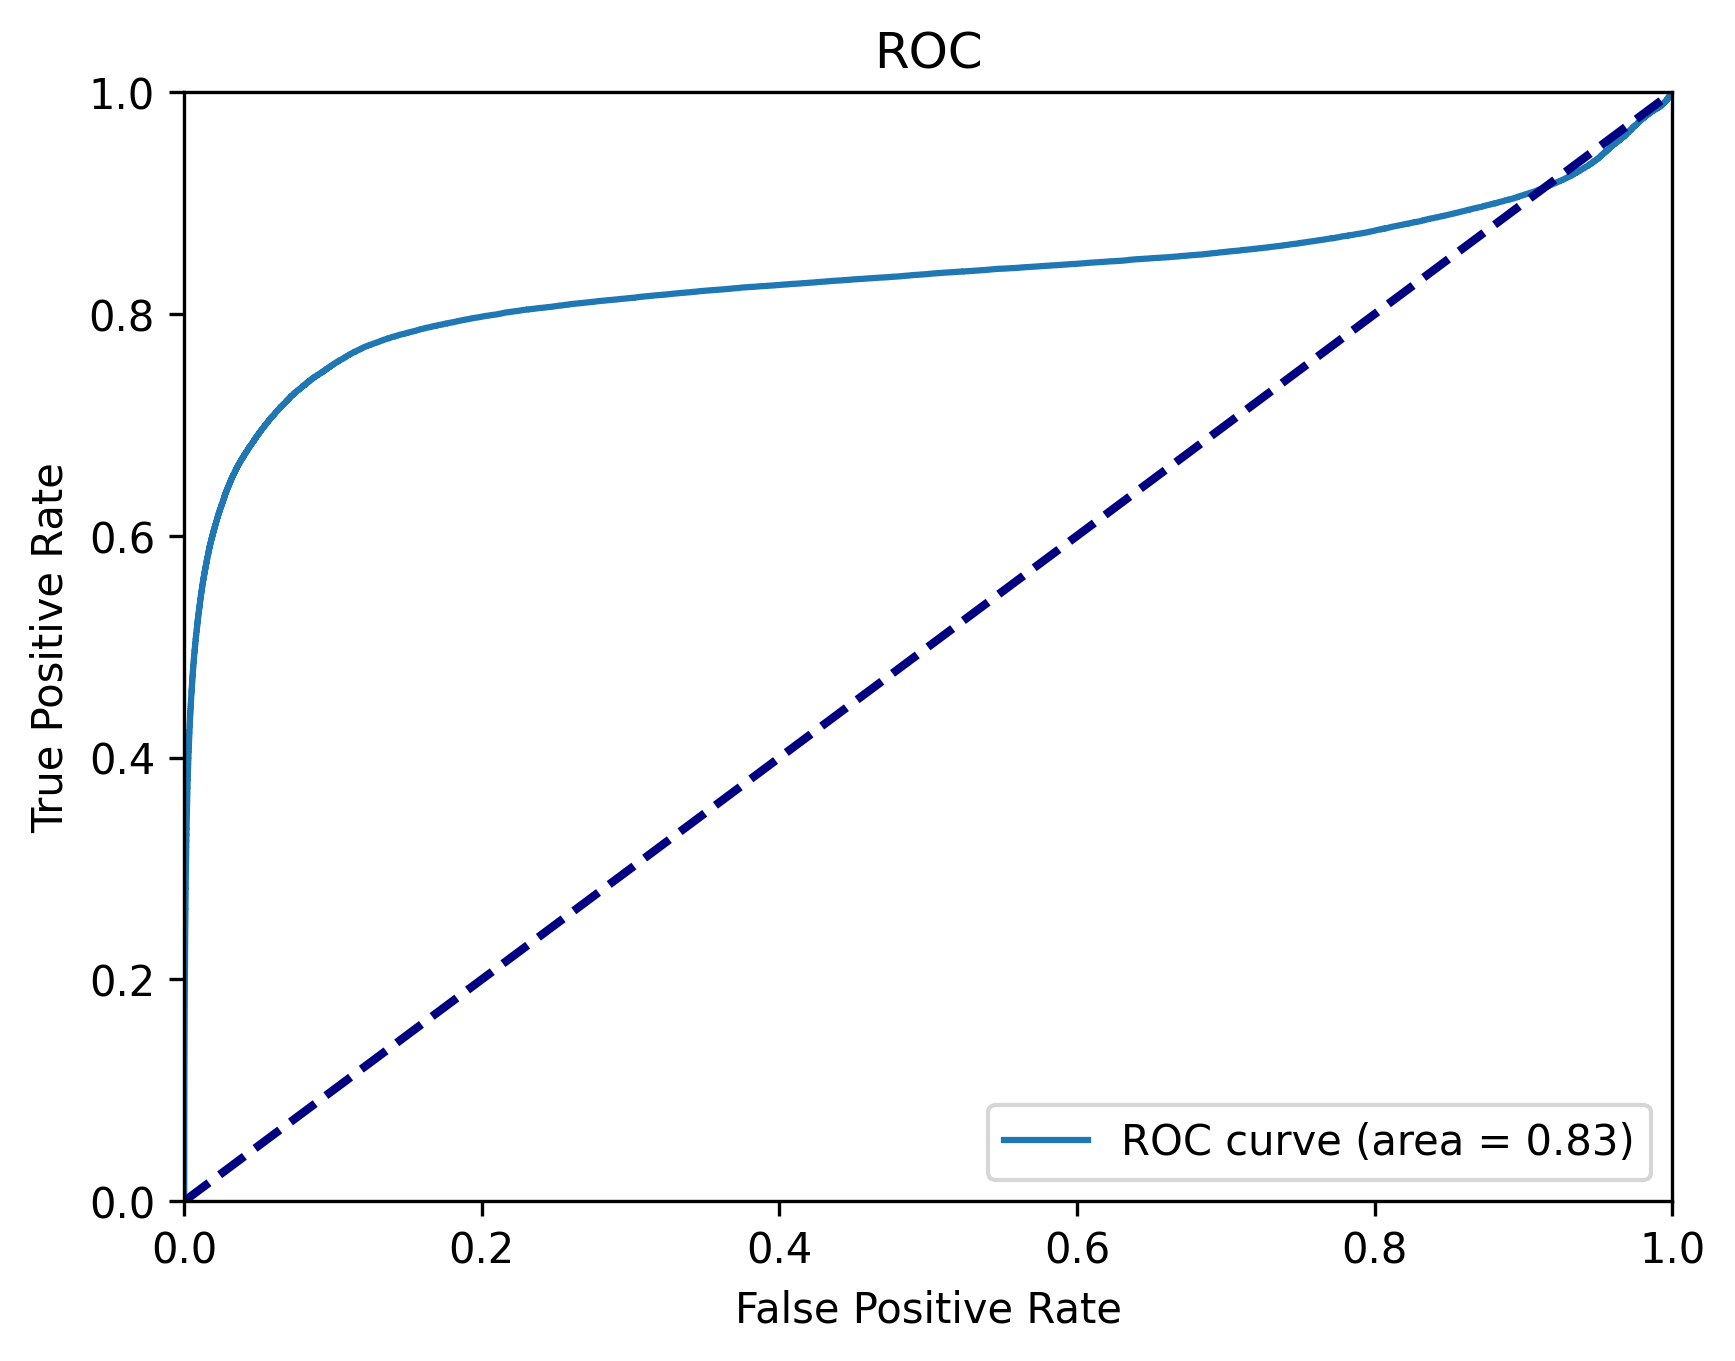 ROC
1.0
0.8
0.6
0.4
0.2
0.0
True Positive Rate
ROC curve (area = 0.83)
0.0 0.2 0.4 0.6 0.8 1.0
False Positive Rate